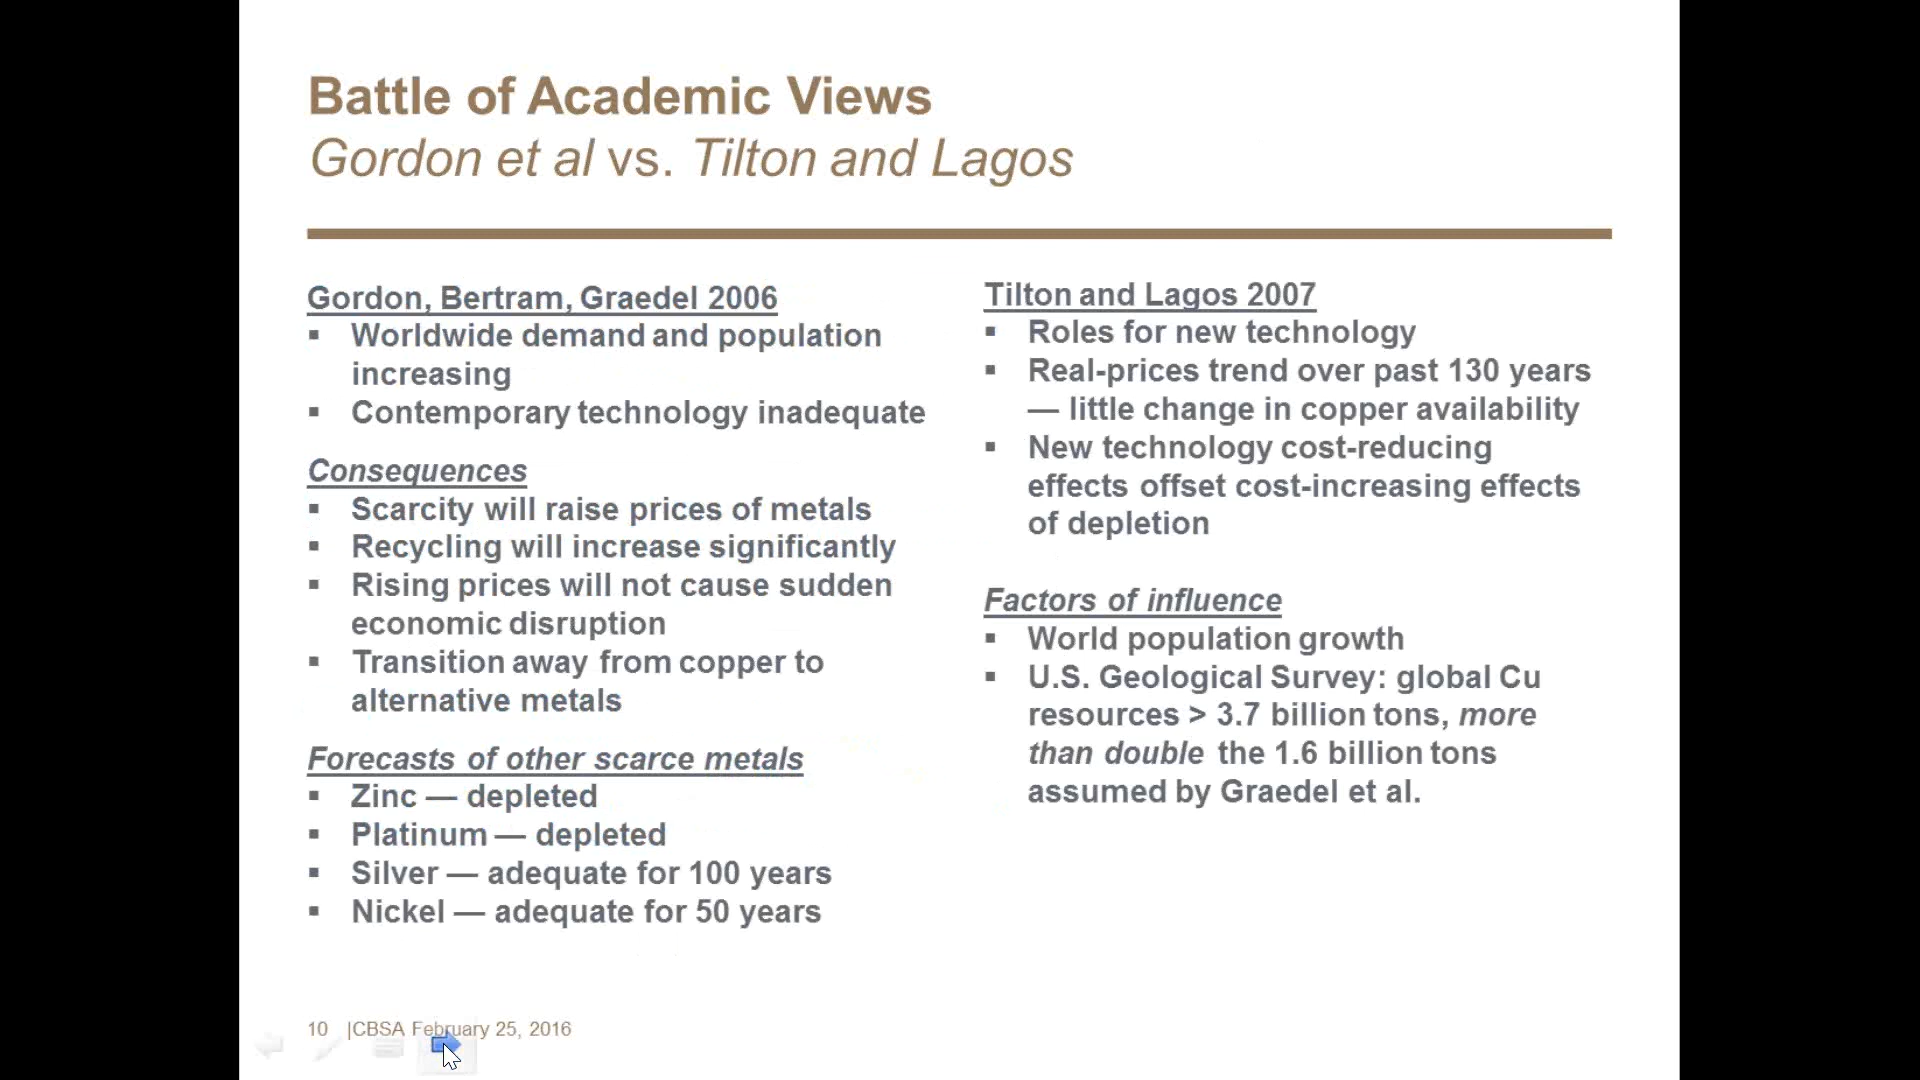 Battle of Academic Views
Gordon et al vs. Tilton and Lagos
Gordon, Bertram, Graedel 2006
▪ Worldwide demand and population
increasing
▪ Contemporary technology inadequate
Consequences
▪ Scarcity will raise prices of metals
▪ Recycling will increase significantly
▪ Rising prices will not cause sudden
economic disruption
▪ Transition away from copper to
alternative metals
Forecasts of other scarce metals
▪ Zinc — depleted
▪ Platinum — depleted
▪ Silver — adequate for 100 years
▪ Nickel — adequate for 50 years
Tilton and Lagos 2007
▪ Roles for new technology
▪ Real-prices trend over past 130 years
— little change in copper availability
▪ New technology cost-reducing
effects offset cost-increasing effects
of depletion
Factors of influence
▪ World population growth
▪ U.S. Geological Survey: global Cu
resources > 3.7 billion tons, more
than double the 1.6 billion tons
assumed by Graedel et al.
10 |CBSA February 25, 2016